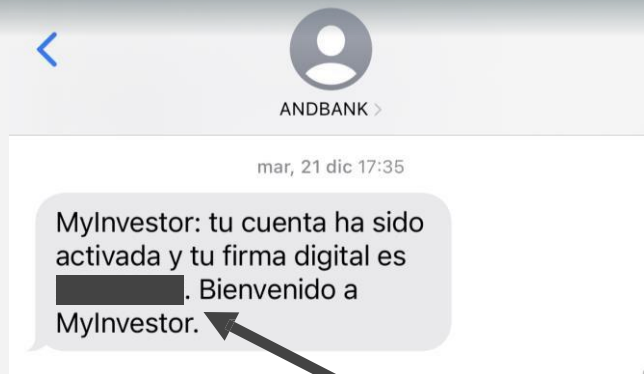 ANDBANK >
mar, 21 dic 17:35
MyInvestor: tu cuenta ha sido
activada y tu firma digital es
. Bienvenido a
MyInvestor.